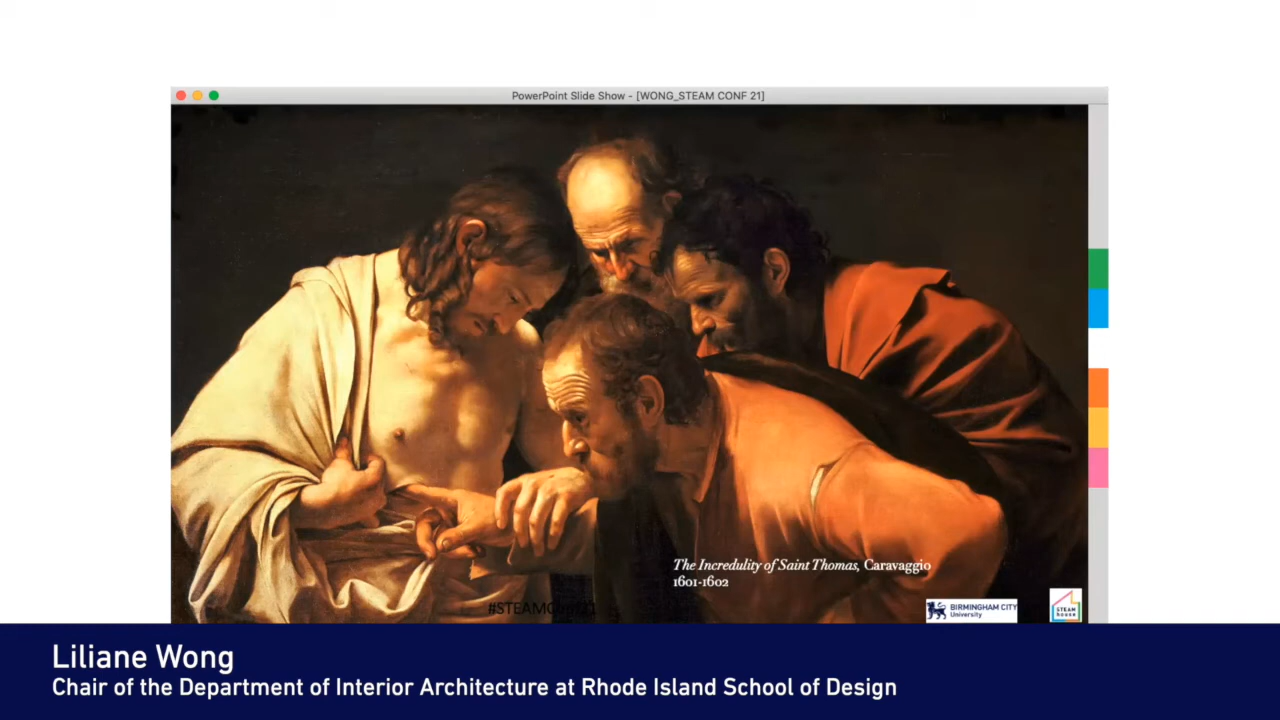 PowerPoint Slide Show - [WONG_STEAM CONF 21]
The Incredulity of Saint Thomas, Caravaggio
1601-1602
BIRMINGHAM CITY
University
STEAM
house
Liliane Wong
Chair of the Department of Interior Architecture at Rhode Island School of Design